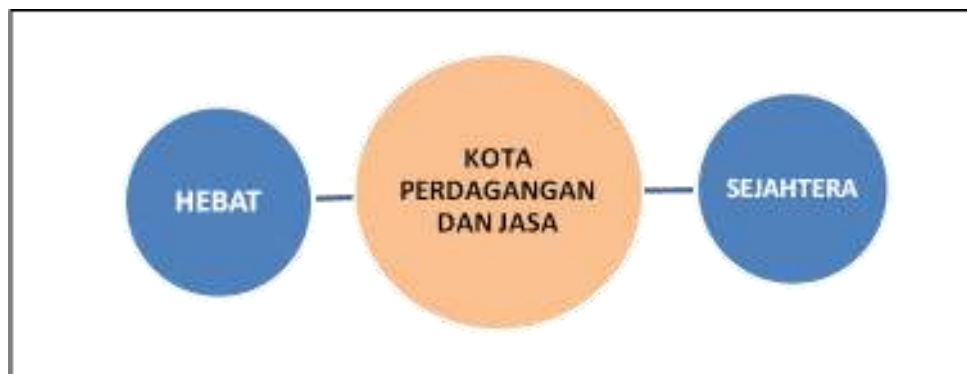 HEBAT
KOTA
PERDAGANGAN
DAN JASA
SEJAHTERA